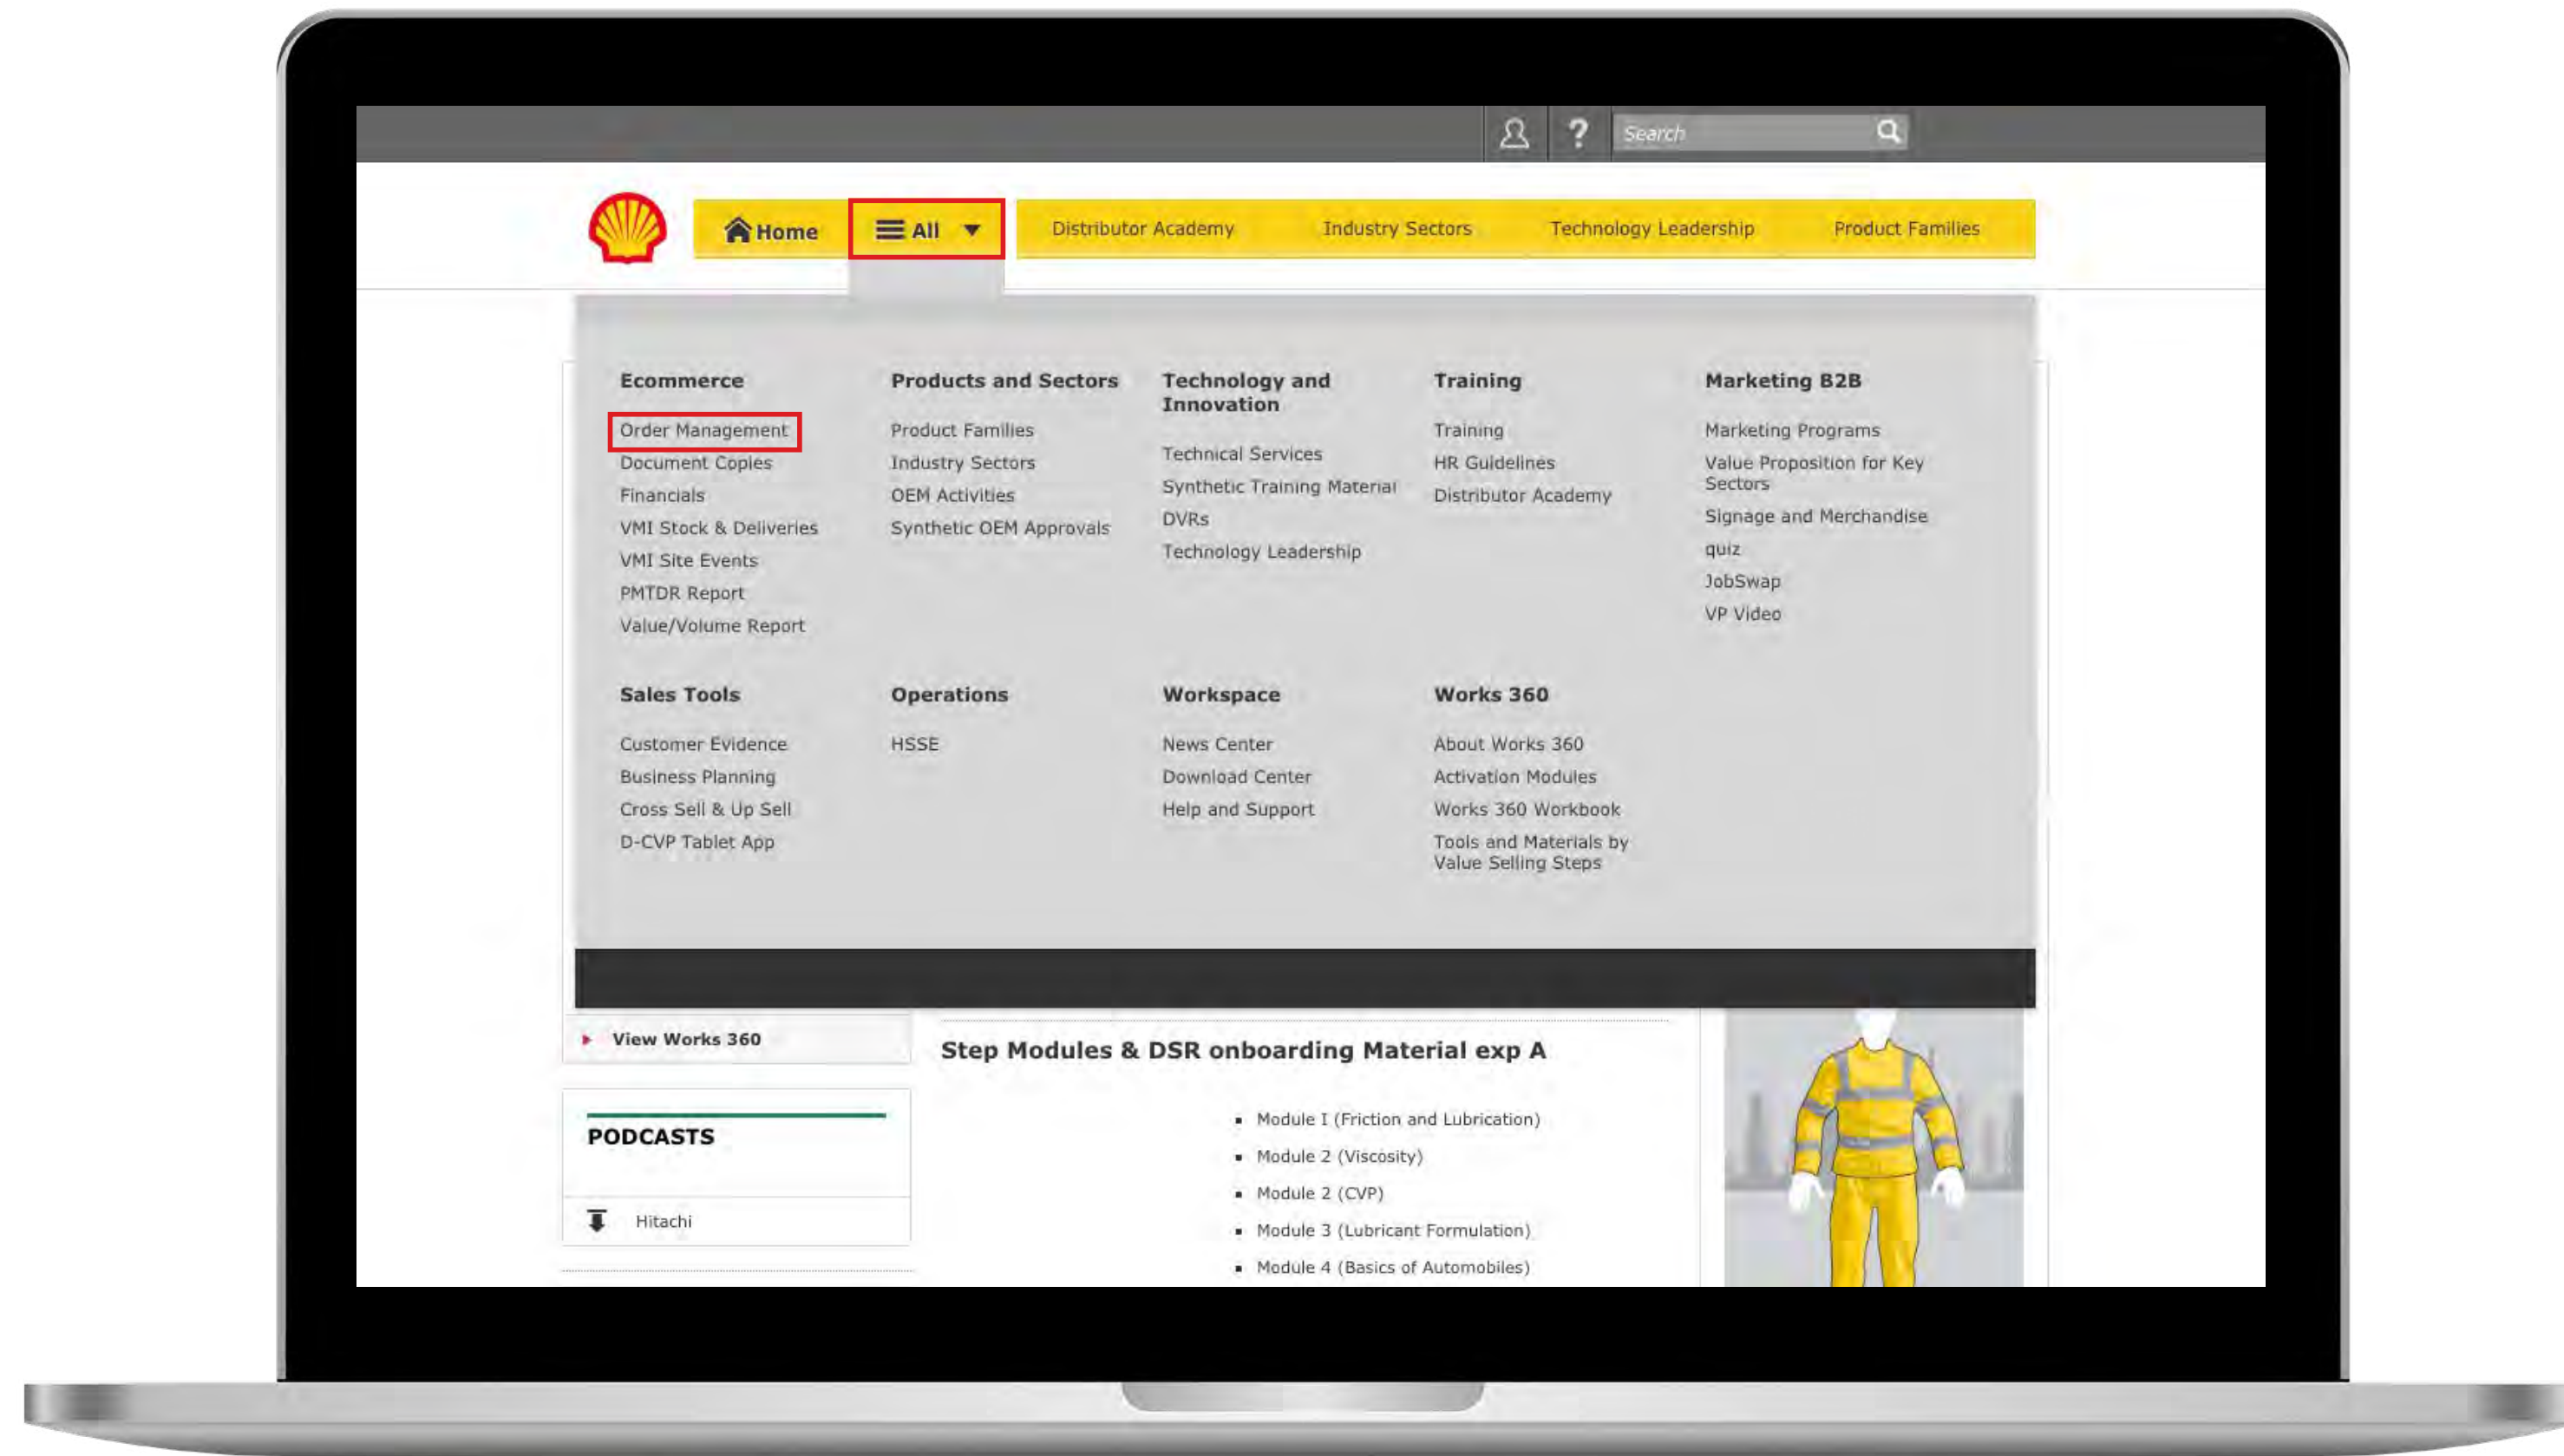 Search
Home
All
Distributor Academy
Industry Sectors
Technology Leadership
Product Families
Ecommerce
Order Management
Document Copies
Financials
VMI Stock & Deliveries
VMI Site Events
PMTDR Report
Value/Volume Report
Products and Sectors
Product Families
Industry Sectors
OEM Activities
Synthetic OEM Approvals
Technology and
Innovation
Technical Services
Synthetic Training Material
DVRs
Technology Leadership
Training
Training
HR Guidelines
Distributor Academy
Marketing B2B
Marketing Programs
Value Proposition for Key
Sectors
Signage and Merchandise
quiz
JobSwap
VP Video
Sales Tools
Customer Evidence
Business Planning
Cross Sell & Up Sell
D-CVP Tablet App
Operations
HSSE
Workspace
News Center
Download Center
Help and Support
Works 360
About Works 360
Activation Modules
Works 360 Workbook
Tools and Materials by
Value Selling Steps
View Works 360
PODCASTS
Hitachi
Step Modules & DSR onboarding Material exp A
Module I (Friction and Lubrication)
Module 2 (Viscosity)
Module 2 (CVP)
Module 3 (Lubricant Formulation)
Module 4 (Basics of Automobiles)